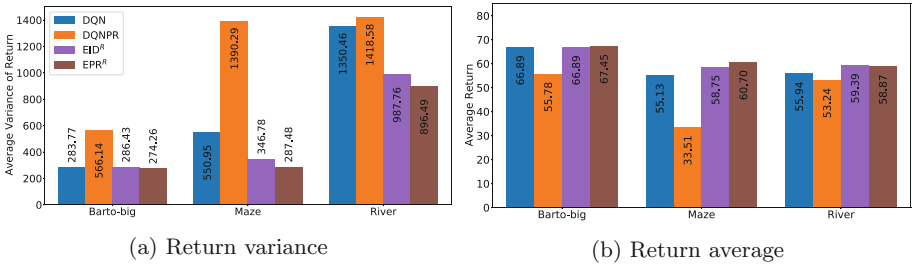 Average Variance of Return
1400
1200
1000
800
600
400
200
0
DQN
DQNPR
EID^R
EPR^R
283.77
566.14
286.43
274.26
550.95
1390.29
346.78
287.48
1350.46
1418.58
987.76
896.49
Barto-big
Maze
River
(a) Return variance
Average Return
80
70
60
50
40
30
20
10
0
66.89
55.78
66.89
67.45
55.13
33.51
58.75
60.70
55.94
53.24
59.39
58.87
Barto-big
Maze
River
(b) Return average